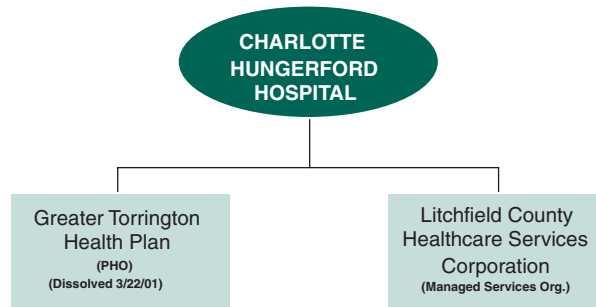 CHARLOTTE
HUNGERFORD
HOSPITAL
Greater Torrington
Health Plan
(PHO)
(Dissolved 3/22/01)
Litchfield County
Healthcare Services
Corporation
(Managed Services Org.)